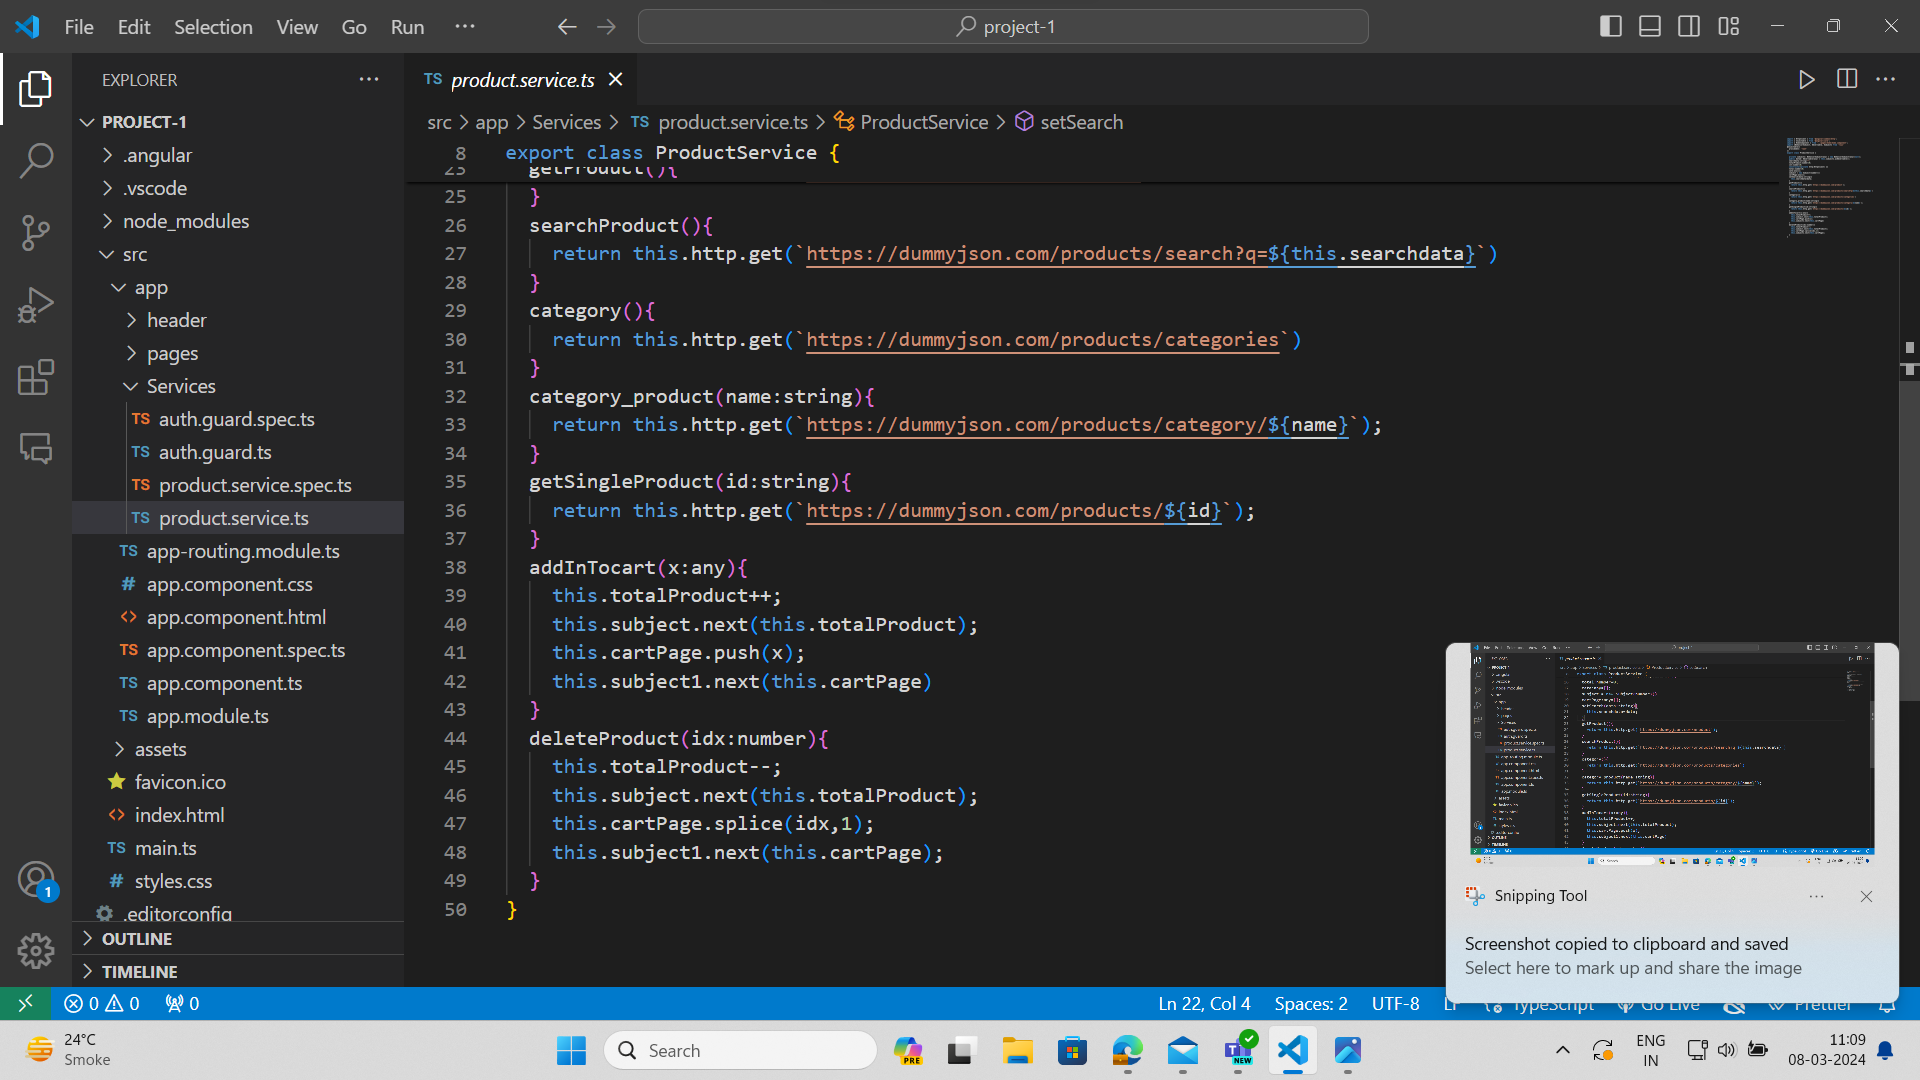 File Edit Selection View Go Run ···
project-1
EXPLORER
TS product.service.ts
PROJECT-1
.angular
.vscode
node_modules
src
app
header
pages
Services
TS auth.guard.spec.ts
TS auth.guard.ts
TS product.service.spec.ts
TS product.service.ts
TS app-routing.module.ts
# app.component.css
<> app.component.html
TS app.component.spec.ts
TS app.component.ts
TS app.module.ts
assets
favicon.ico
<> index.html
TS main.ts
# styles.css
.editorconfig
OUTLINE
TIMELINE
1
src > app > Services > TS product.service.ts > ProductService > setSearch
8 export class ProductService {
23 getProduct(){
25 }
26 searchProduct(){
27 return this.http.get(`https://dummyjson.com/products/search?q=${this.searchdata}`)
28 }
29 category(){
30 return this.http.get(`https://dummyjson.com/products/categories`)
31 }
32 category_product(name:string){
33 return this.http.get(`https://dummyjson.com/products/category/${name}`);
34 }
35 getSingleProduct(id:string){
36 return this.http.get(`https://dummyjson.com/products/${id}`);
37 }
38 addInTocart(x:any){
39 this.totalProduct++;
40 this.subject.next(this.totalProduct);
41 this.cartPage.push(x);
42 this.subject1.next(this.cartPage)
43 }
44 deleteProduct(idx:number){
45 this.totalProduct--;
46 this.subject.next(this.totalProduct);
47 this.cartPage.splice(idx,1);
48 this.subject1.next(this.cartPage);
49 }
50 }
Snipping Tool
Screenshot copied to clipboard and saved
Select here to mark up and share the image
0 0 0
Ln 22, Col 4 Spaces: 2 UTF-8 LF TypeScript Go Live Prettier
24°C
Smoke
Search
PRE
NEW
ENG
IN
11:09
08-03-2024